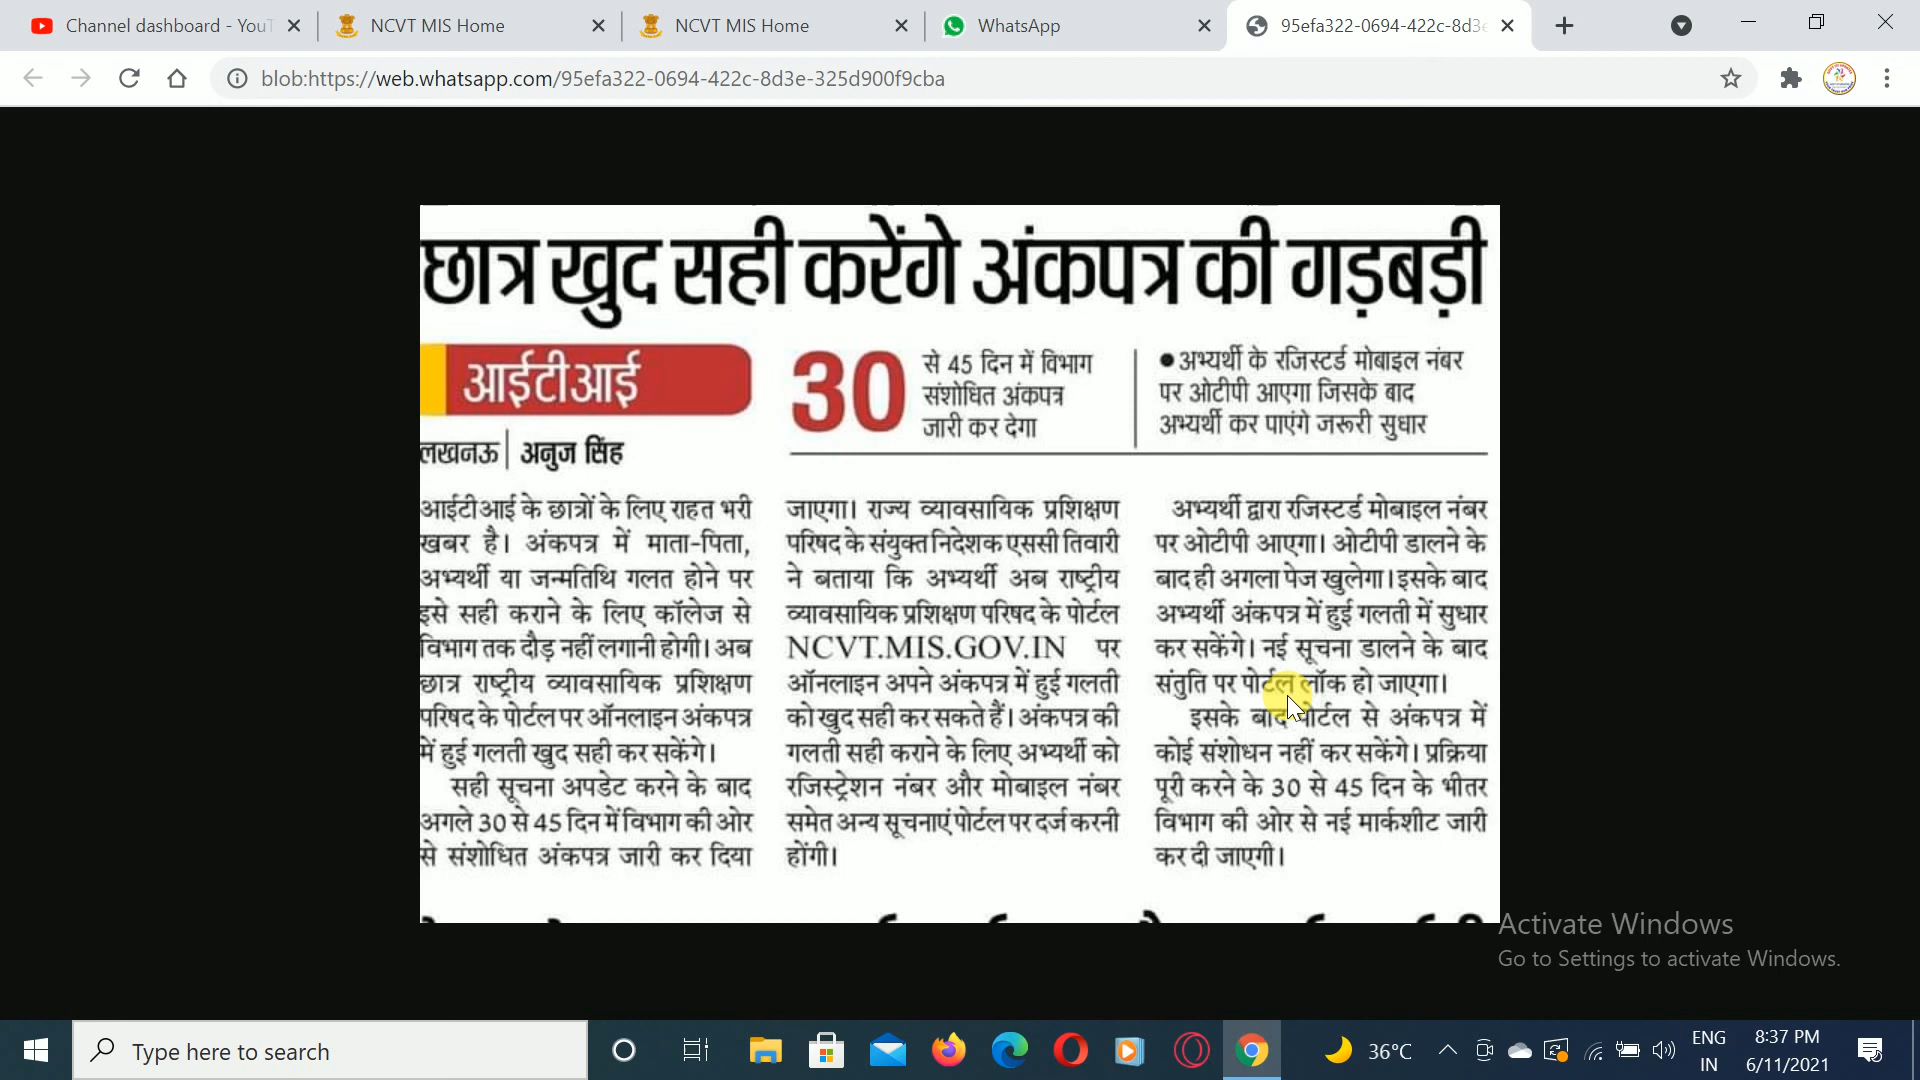 Channel dashboard - YouT
NCVT MIS Home
NCVT MIS Home
WhatsApp
95efa322-0694-422c-8d3e
blob:https://web.whatsapp.com/95efa322-0694-422c-8d3e-325d900f9cba
छात्र खुद सही करेंगे अंकपत्र की गड़बड़ी
आईटीआई
लखनऊ | अनुज सिंह
30
से 45 दिन में विभाग
संशोधित अंकपत्र
जारी कर देगा
● अभ्यर्थी के रजिस्टर्ड मोबाइल नंबर
पर ओटीपी आएगा जिसके बाद
अभ्यर्थी कर पाएंगे जरूरी सुधार
आईटीआई के छात्रों के लिए राहत भरी
खबर है। अंकपत्र में माता-पिता,
अभ्यर्थी या जन्मतिथि गलत होने पर
इसे सही कराने के लिए कॉलेज से
विभाग तक दौड़ नहीं लगानी होगी। अब
छात्र राष्ट्रीय व्यावसायिक प्रशिक्षण
परिषद के पोर्टल पर ऑनलाइन अंकपत्र
में हुई गलती खुद सही कर सकेंगे।
सही सूचना अपडेट करने के बाद
अगले 30 से 45 दिन में विभाग की ओर
से संशोधित अंकपत्र जारी कर दिया
जाएगा। राज्य व्यावसायिक प्रशिक्षण
परिषद के संयुक्त निदेशक एससी तिवारी
ने बताया कि अभ्यर्थी अब राष्ट्रीय
व्यावसायिक प्रशिक्षण परिषद के पोर्टल
NCVT.MIS.GOV.IN पर
ऑनलाइन अपने अंकपत्र में हुई गलती
को खुद सही कर सकते हैं। अंकपत्र की
गलती सही कराने के लिए अभ्यर्थी को
रजिस्ट्रेशन नंबर और मोबाइल नंबर
समेत अन्य सूचनाएं पोर्टल पर दर्ज करनी
होंगी।
अभ्यर्थी द्वारा रजिस्टर्ड मोबाइल नंबर
पर ओटीपी आएगा। ओटीपी डालने के
बाद ही अगला पेज खुलेगा। इसके बाद
अभ्यर्थी अंकपत्र में हुई गलती में सुधार
कर सकेंगे। नई सूचना डालने के बाद
संतुति पर पोर्टल लॉक हो जाएगा।
इसके बाद पोर्टल से अंकपत्र में
कोई संशोधन नहीं कर सकेंगे। प्रक्रिया
पूरी करने के 30 से 45 दिन के भीतर
विभाग की ओर से नई मार्कशीट जारी
कर दी जाएगी।
Activate Windows
Go to Settings to activate Windows.
Type here to search
36°C
ENG
IN
8:37 PM
6/11/2021